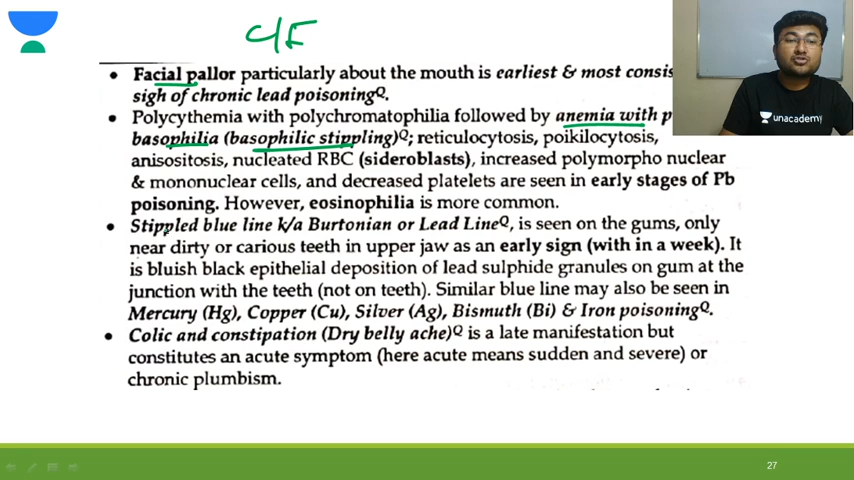 C/F
• Facial pallor particularly about the mouth is earliest & most consis
sigh of chronic lead poisoningQ.
• Polycythemia with polychromatophilia followed by anemia with p
basophilia (basophilic stippling)Q; reticulocytosis, poikilocytosis,
anisositosis, nucleated RBC (sideroblasts), increased polymorpho nuclear
& mononuclear cells, and decreased platelets are seen in early stages of Pb
poisoning. However, eosinophilia is more common.
• Stippled blue line k/a Burtonian or Lead LineQ, is seen on the gums, only
near dirty or carious teeth in upper jaw as an early sign (with in a week). It
is bluish black epithelial deposition of lead sulphide granules on gum at the
junction with the teeth (not on teeth). Similar blue line may also be seen in
Mercury (Hg), Copper (Cu), Silver (Ag), Bismuth (Bi) & Iron poisoningQ.
• Colic and constipation (Dry belly ache)Q is a late manifestation but
constitutes an acute symptom (here acute means sudden and severe) or
chronic plumbism.
unacademy
27